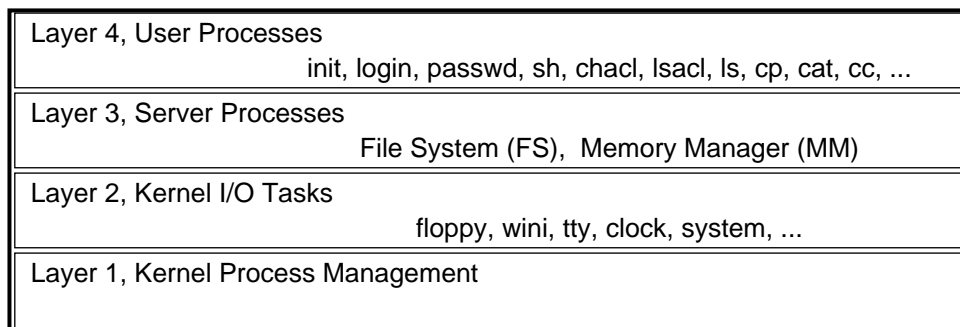 Layer 4, User Processes
init, login, passwd, sh, chacl, lsacl, ls, cp, cat, cc, ...
Layer 3, Server Processes
File System (FS), Memory Manager (MM)
Layer 2, Kernel I/O Tasks
floppy, wini, tty, clock, system, ...
Layer 1, Kernel Process Management